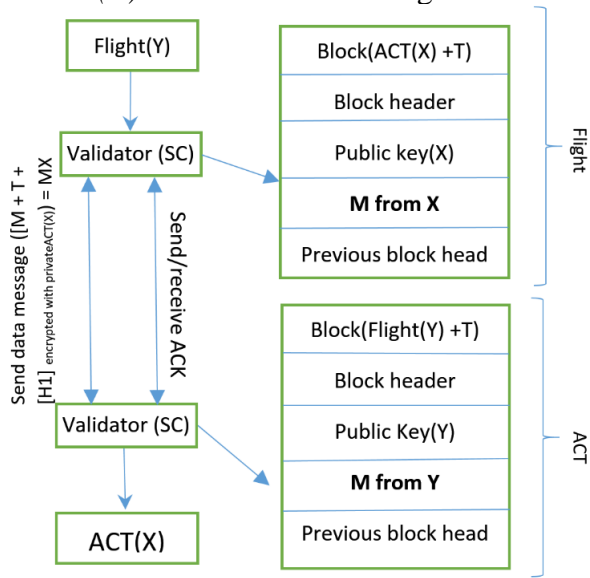 Flight(Y)
Validator (SC)
Send data message ([M + T +
[H1] encrypted with privateACT(X)) = MX
Send/receive ACK
Validator (SC)
ACT(X)
Block(ACT(X) +T)
Block header
Public key(X)
M from X
Previous block head
Flight
Block(Flight(Y) +T)
Block header
Public Key(Y)
M from Y
Previous block head
ACT